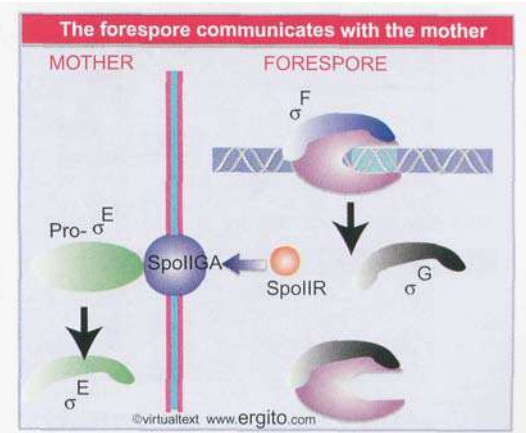 The forespore communicates with the mother
MOTHER
FORESPORE
σF
Pro- σE
SpoIIGA
SpoIIR
σG
σE
©virtualtext www.ergito.com